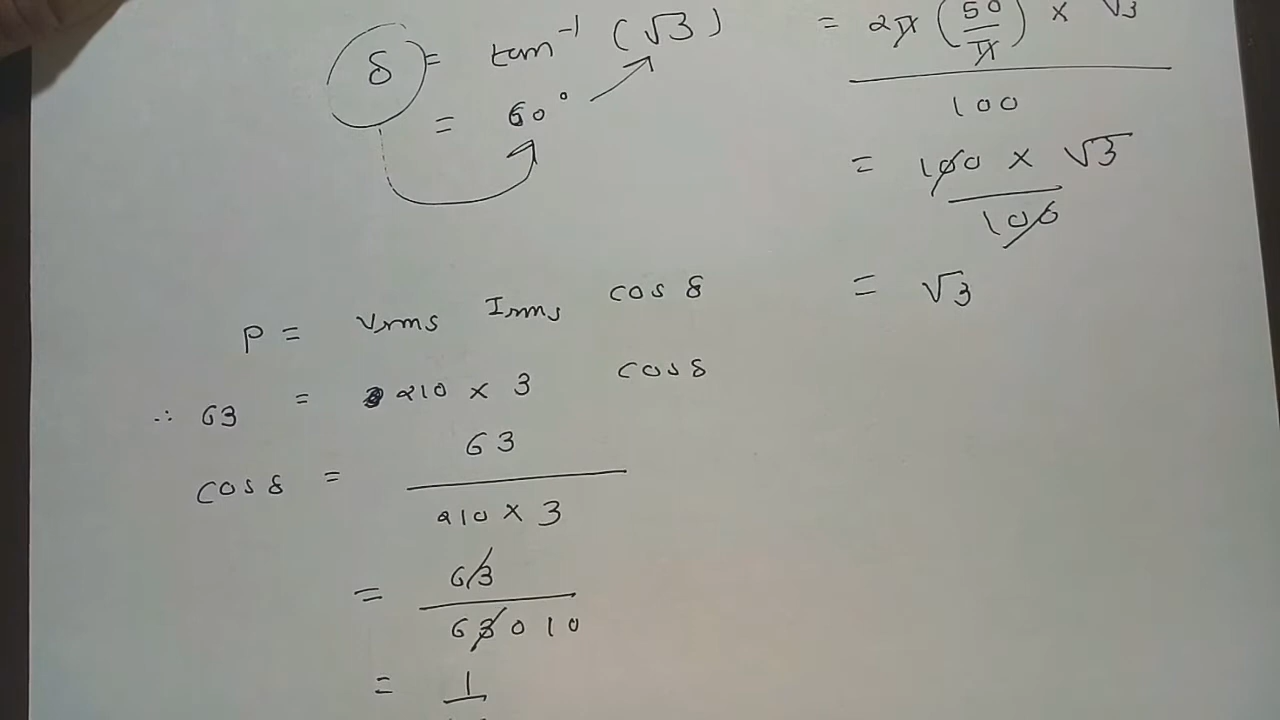 δ = tan⁻¹ (√3)
= 60°
= 2π (50/π) × √3
100
= 100 × √3
100
= √3
P = Vrms Irms cos δ
∴ 63 = 210 × 3 cos δ
cos δ = 63
210 × 3
= 63
630 10
= 1